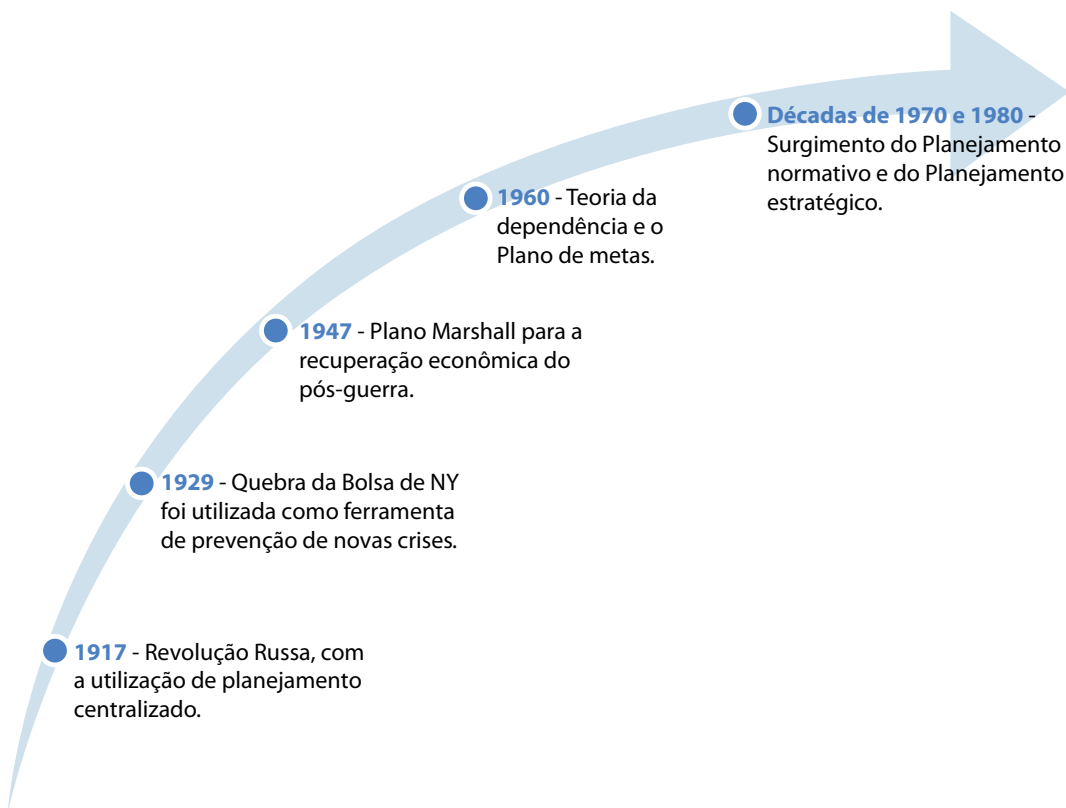 Décadas de 1970 e 1980 -
Surgimento do Planejamento
normativo e do Planejamento
estratégico.
1960 - Teoria da
dependência e o
Plano de metas.
1947 - Plano Marshall para a
recuperação econômica do
pós-guerra.
1929 - Quebra da Bolsa de NY
foi utilizada como ferramenta
de prevenção de novas crises.
1917 - Revolução Russa, com
a utilização de planejamento
centralizado.